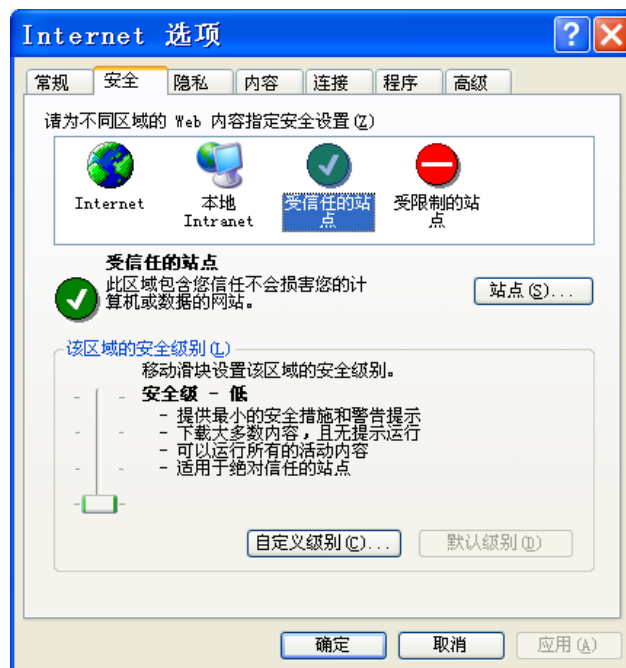 Internet 选项
常规 安全 隐私 内容 连接 程序 高级
请为不同区域的 Web 内容指定安全设置(Z)
Internet
本地
Intranet
受信任的站
点
受限制的站
点
受信任的站点
此区域包含您信任不会损害您的计
算机或数据的网站。
站点(S)...
该区域的安全级别(L)
移动滑块设置该区域的安全级别。
安全级 - 低
- 提供最小的安全措施和警告提示
- 下载大多数内容，且无提示运行
- 可以运行所有的活动内容
- 适用于绝对信任的站点
自定义级别(C)... 默认级别(D)
确定 取消 应用(A)